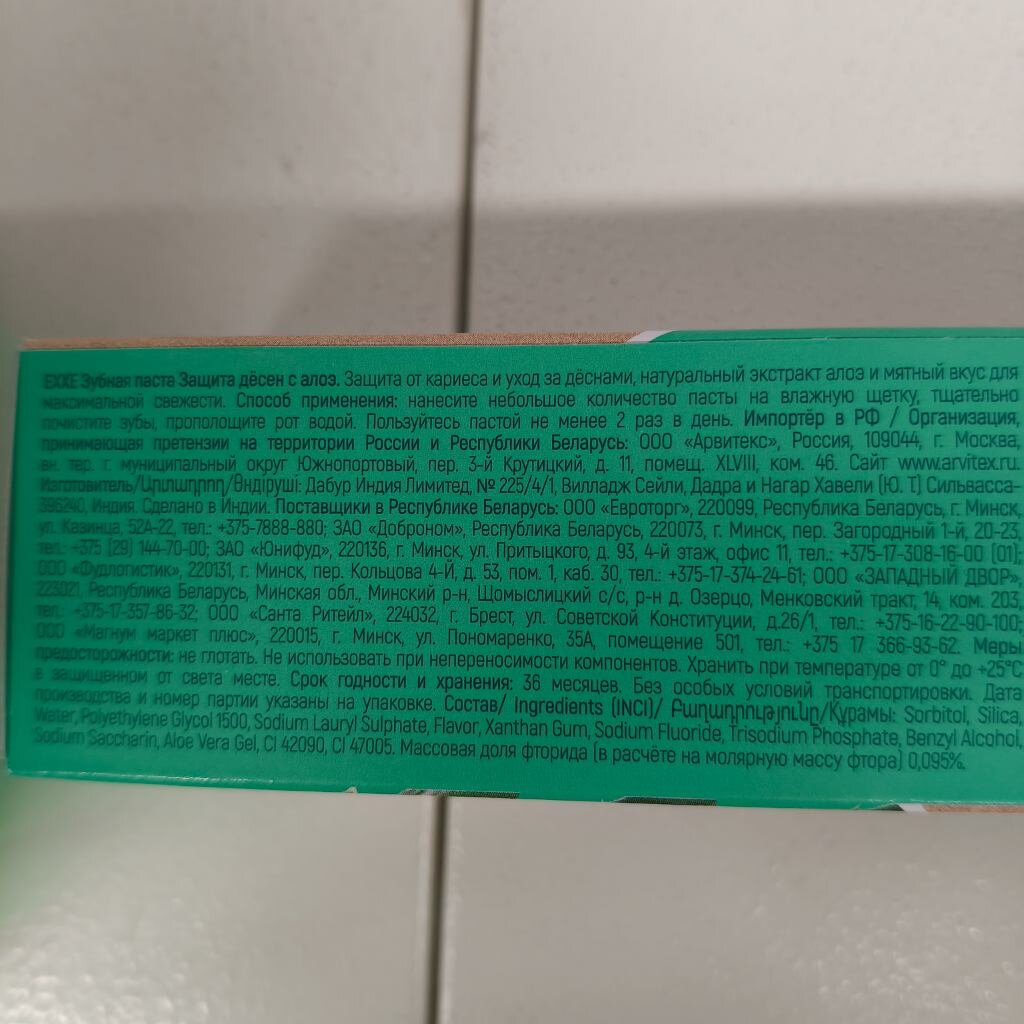 EXXE Зубная паста Защита дёсен с алоэ. Защита от кариеса и уход за дёснами, натуральный экстракт алоэ и мятный вкус для
максимальной свежести. Способ применения: нанесите небольшое количество пасты на влажную щетку, тщательно
почистите зубы, прополощите рот водой. Пользуйтесь пастой не менее 2 раз в день. Импортёр в РФ / Организация,
принимающая претензии на территории России и Республики Беларусь: ООО «Арвитекс», Россия, 109044, г. Москва,
вн. тер. г. муниципальный округ Южнопортовый, пер. 3-й Крутицкий, д. 11, помещ. XLVIII, ком. 46. Сайт www.arvitex.ru.
Изготовитель/Արտադրող/Өндіруші: Дабур Индия Лимитед, № 225/4/1, Вилладж Сейли, Дадра и Нагар Хавели (Ю. Т) Сильвасса-
396240, Индия. Сделано в Индии. Поставщики в Республике Беларусь: ООО «Евроторг», 220099, Республика Беларусь, г. Минск,
ул. Казинца, 52А-22, тел.: +375-7888-880; ЗАО «Доброном», Республика Беларусь, 220073, г. Минск, пер. Загородный 1-й, 20-23,
тел.: +375 (29) 144-70-00; ЗАО «Юнифуд», 220136, г. Минск, ул. Притыцкого, д. 93, 4-й этаж, офис 11, тел.: +375-17-308-16-00 (01);
ООО «Фудлогистик», 220131, г. Минск, пер. Кольцова 4-й, д. 53, пом. 1, каб. 30, тел.: +375-17-374-24-61; ООО «ЗАПАДНЫЙ ДВОР»,
223021, Республика Беларусь, Минская обл., Минский р-н, Щомыслицкий с/с, р-н д. Озерцо, Менковский тракт, 14, ком. 203,
тел.: +375-17-357-86-32; ООО «Санта Ритейл», 224032, г. Брест, ул. Советской Конституции, д.26/1, тел.: +375-16-22-90-100;
ООО «Магнум маркет плюс», 220015, г. Минск, ул. Пономаренко, 35А, помещение 501, тел.: +375 17 366-93-62. Меры
предосторожности: не глотать. Не использовать при непереносимости компонентов. Хранить при температуре от 0° до +25°С
в защищенном от света месте. Срок годности и хранения: 36 месяцев. Без особых условий транспортировки. Дата
производства и номер партии указаны на упаковке. Состав/ Ingredients (INCI)/ Բաղադրությունը/Құрамы: Sorbitol, Silica,
Water, Polyethylene Glycol 1500, Sodium Lauryl Sulphate, Flavor, Xanthan Gum, Sodium Fluoride, Trisodium Phosphate, Benzyl Alcohol,
Sodium Saccharin, Aloe Vera Gel, CI 42090, CI 47005. Массовая доля фторида (в расчёте на молярную массу фтора) 0,095%.